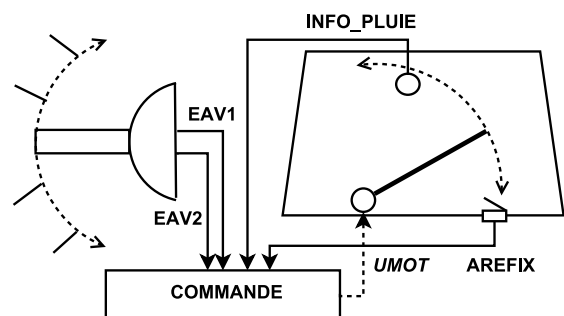 INFO_PLUIE
EAV1
EAV2
UMOT
AREFIX
COMMANDE